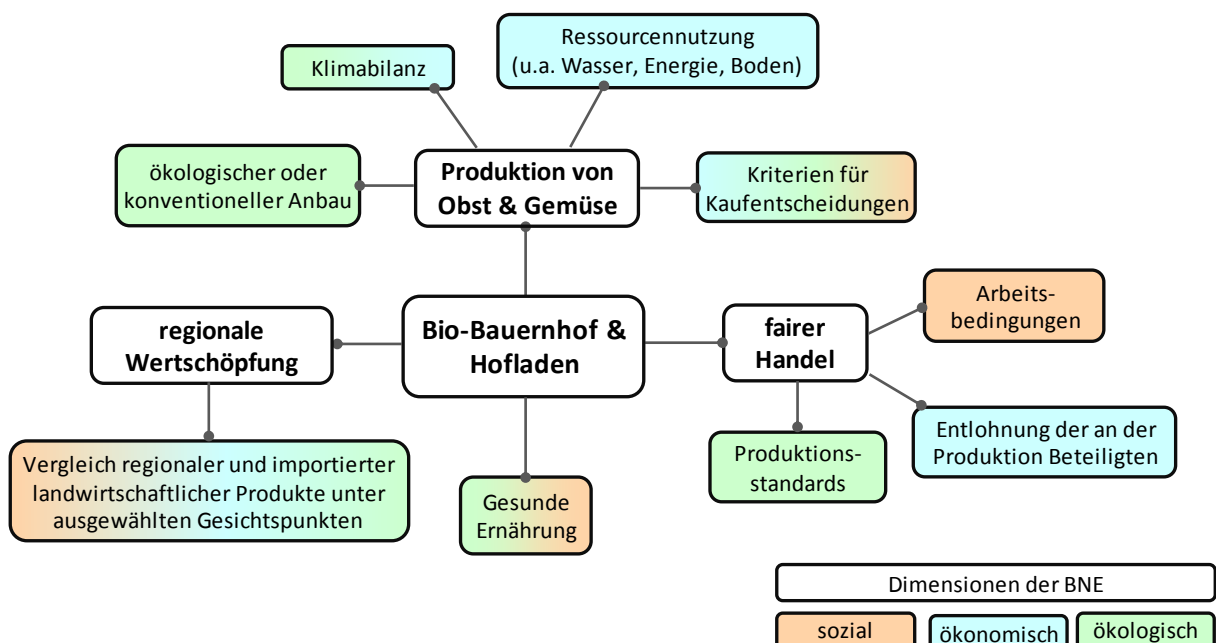 Ressourcennutzung
(u.a. Wasser, Energie, Boden)
Klimabilanz
ökologischer oder
konventioneller Anbau
Produktion von
Obst & Gemüse
Kriterien für
Kaufentscheidungen
regionale
Wertschöpfung
Bio-Bauernhof &
Hofladen
fairer
Handel
Arbeits-
bedingungen
Entlohnung der an der
Produktion Beteiligten
Produktions-
standards
Vergleich regionaler und importierter
landwirtschaftlicher Produkte unter
ausgewählten Gesichtspunkten
Gesunde
Ernährung
Dimensionen der BNE
sozial
ökonomisch
ökologisch